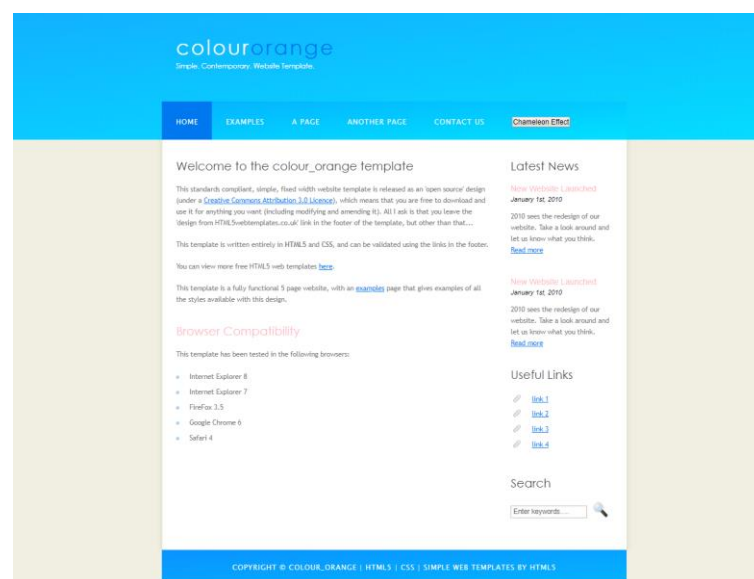 colourorange
Simple. Contemporary. Website Template.
HOME
EXAMPLES
A PAGE
ANOTHER PAGE
CONTACT US
Chameleon Effect
Welcome to the colour_orange template
This standards compliant, simple, fixed width website template is released as an 'open source' design
(under a Creative Commons Attribution 3.0 Licence), which means that you are free to download and
use it for anything you want (including modifying and amending it). All I ask is that you leave the
'design from HTML5webtemplates.co.uk' link in the footer of the template, but other than that...
This template is written entirely in HTML5 and CSS, and can be validated using the links in the footer.
You can view more free HTML5 web templates here.
This template is a fully functional 5 page website, with an examples page that gives examples of all
the styles available with this design.
Browser Compatibility
This template has been tested in the following browsers:
Internet Explorer 8
Internet Explorer 7
FireFox 3.5
Google Chrome 6
Safari 4
Latest News
New Website Launched
January 1st, 2010
2010 sees the redesign of our
website. Take a look around and
let us know what you think.
Read more
New Website Launched
January 1st, 2010
2010 sees the redesign of our
website. Take a look around and
let us know what you think.
Read more
Useful Links
link 1
link 2
link 3
link 4
Search
Enter keywords.....
COPYRIGHT © COLOUR_ORANGE | HTML5 | CSS | SIMPLE WEB TEMPLATES BY HTML5